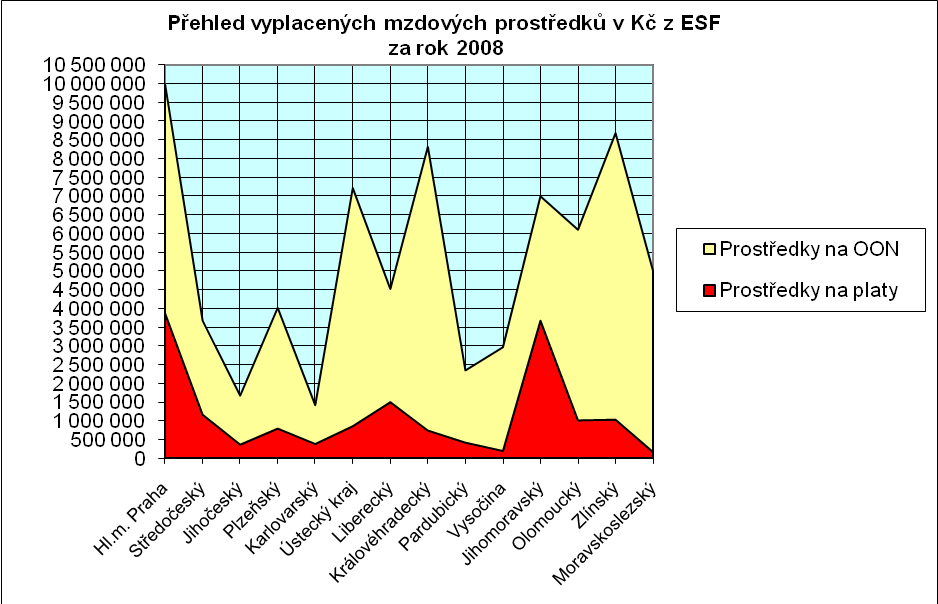 Přehled vyplacených mzdových prostředků v Kč z ESF
za rok 2008
10 500 000
10 000 000
9 500 000
9 000 000
8 500 000
8 000 000
7 500 000
7 000 000
6 500 000
6 000 000
5 500 000
5 000 000
4 500 000
4 000 000
3 500 000
3 000 000
2 500 000
2 000 000
1 500 000
1 000 000
500 000
0
Hl.m. Praha
Středočeský
Jihočeský
Plzeňský
Karlovarský
Ústecký kraj
Liberecký
Královéhradecký
Pardubický
Vysočina
Jihomoravský
Olomoucký
Zlínský
Moravskoslezský
Prostředky na OON
Prostředky na platy